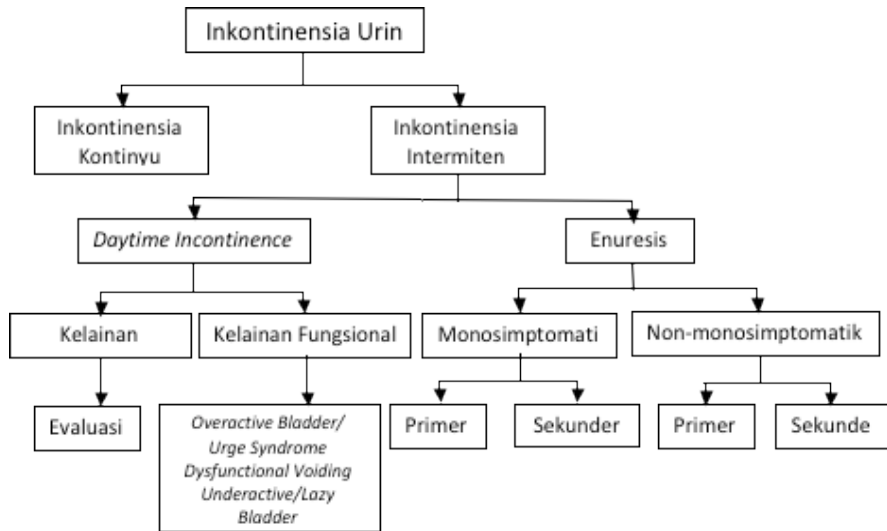 Inkontinensia Urin
Inkontinensia
Kontinyu
Inkontinensia
Intermiten
Daytime Incontinence
Enuresis
Kelainan
Kelainan Fungsional
Monosimptomati
Non-monosimptomatik
Evaluasi
Overactive Bladder/
Urge Syndrome
Dysfunctional Voiding
Underactive/Lazy
Bladder
Primer
Sekunder
Primer
Sekunde